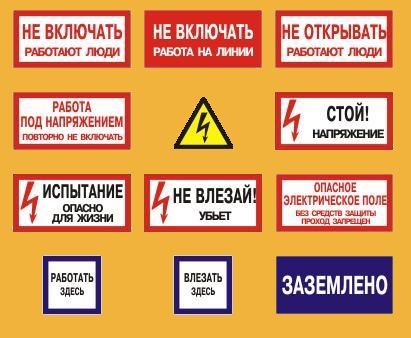 НЕ ВКЛЮЧАТЬ
РАБОТАЮТ ЛЮДИ
НЕ ВКЛЮЧАТЬ
РАБОТА НА ЛИНИИ
НЕ ОТКРЫВАТЬ
РАБОТАЮТ ЛЮДИ
РАБОТА
ПОД НАПРЯЖЕНИЕМ
ПОВТОРНО НЕ ВКЛЮЧАТЬ
СТОЙ!
НАПРЯЖЕНИЕ
ИСПЫТАНИЕ
ОПАСНО
ДЛЯ ЖИЗНИ
НЕ ВЛЕЗАЙ!
УБЬЕТ
ОПАСНОЕ
ЭЛЕКТРИЧЕСКОЕ ПОЛЕ
БЕЗ СРЕДСТВ ЗАЩИТЫ
ПРОХОД ЗАПРЕЩЕН
РАБОТАТЬ
ЗДЕСЬ
ВЛЕЗАТЬ
ЗДЕСЬ
ЗАЗЕМЛЕНО